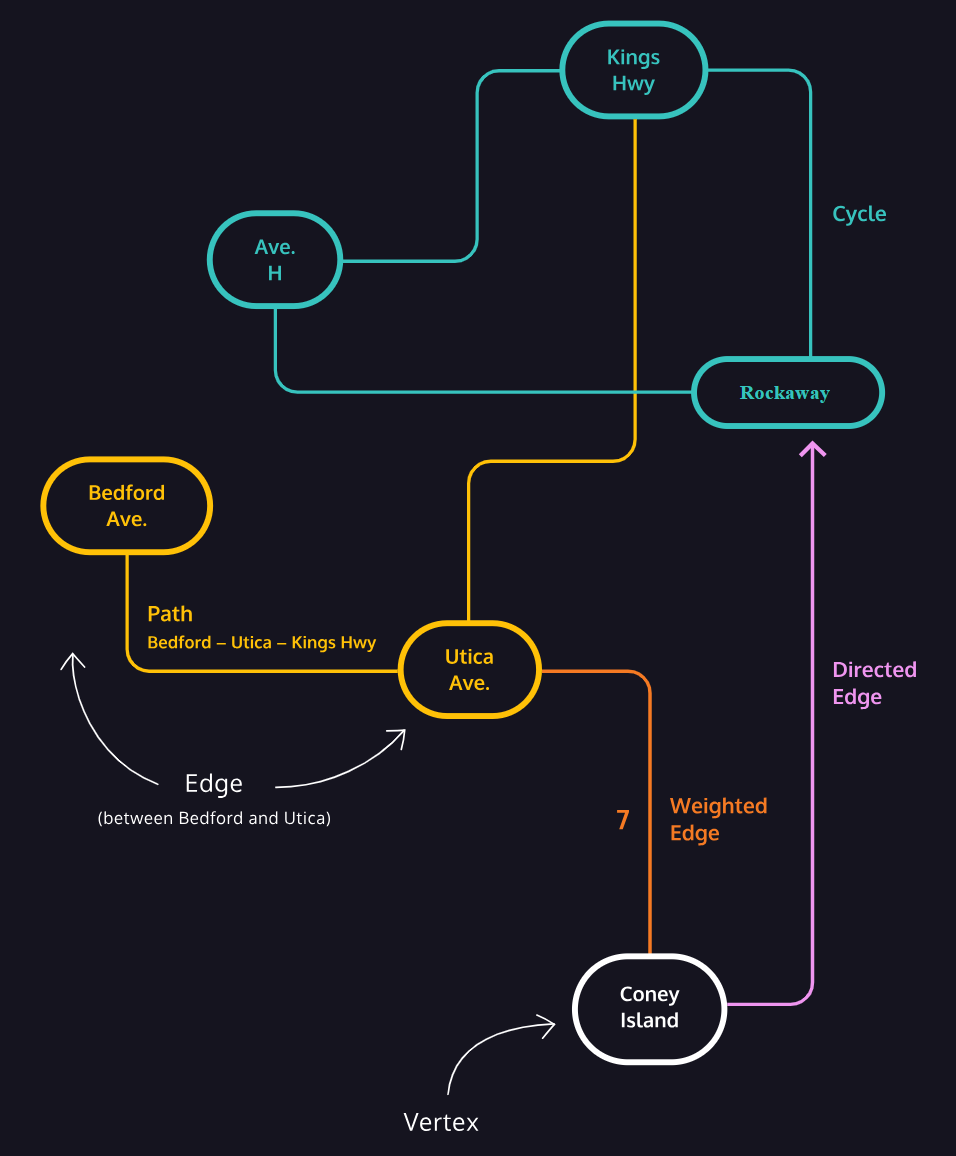 Kings
Hwy
Cycle
Ave.
H
Rockaway
Bedford
Ave.
Path
Bedford – Utica – Kings Hwy
Utica
Ave.
Directed
Edge
Edge
(between Bedford and Utica)
7
Weighted
Edge
Coney
Island
Vertex